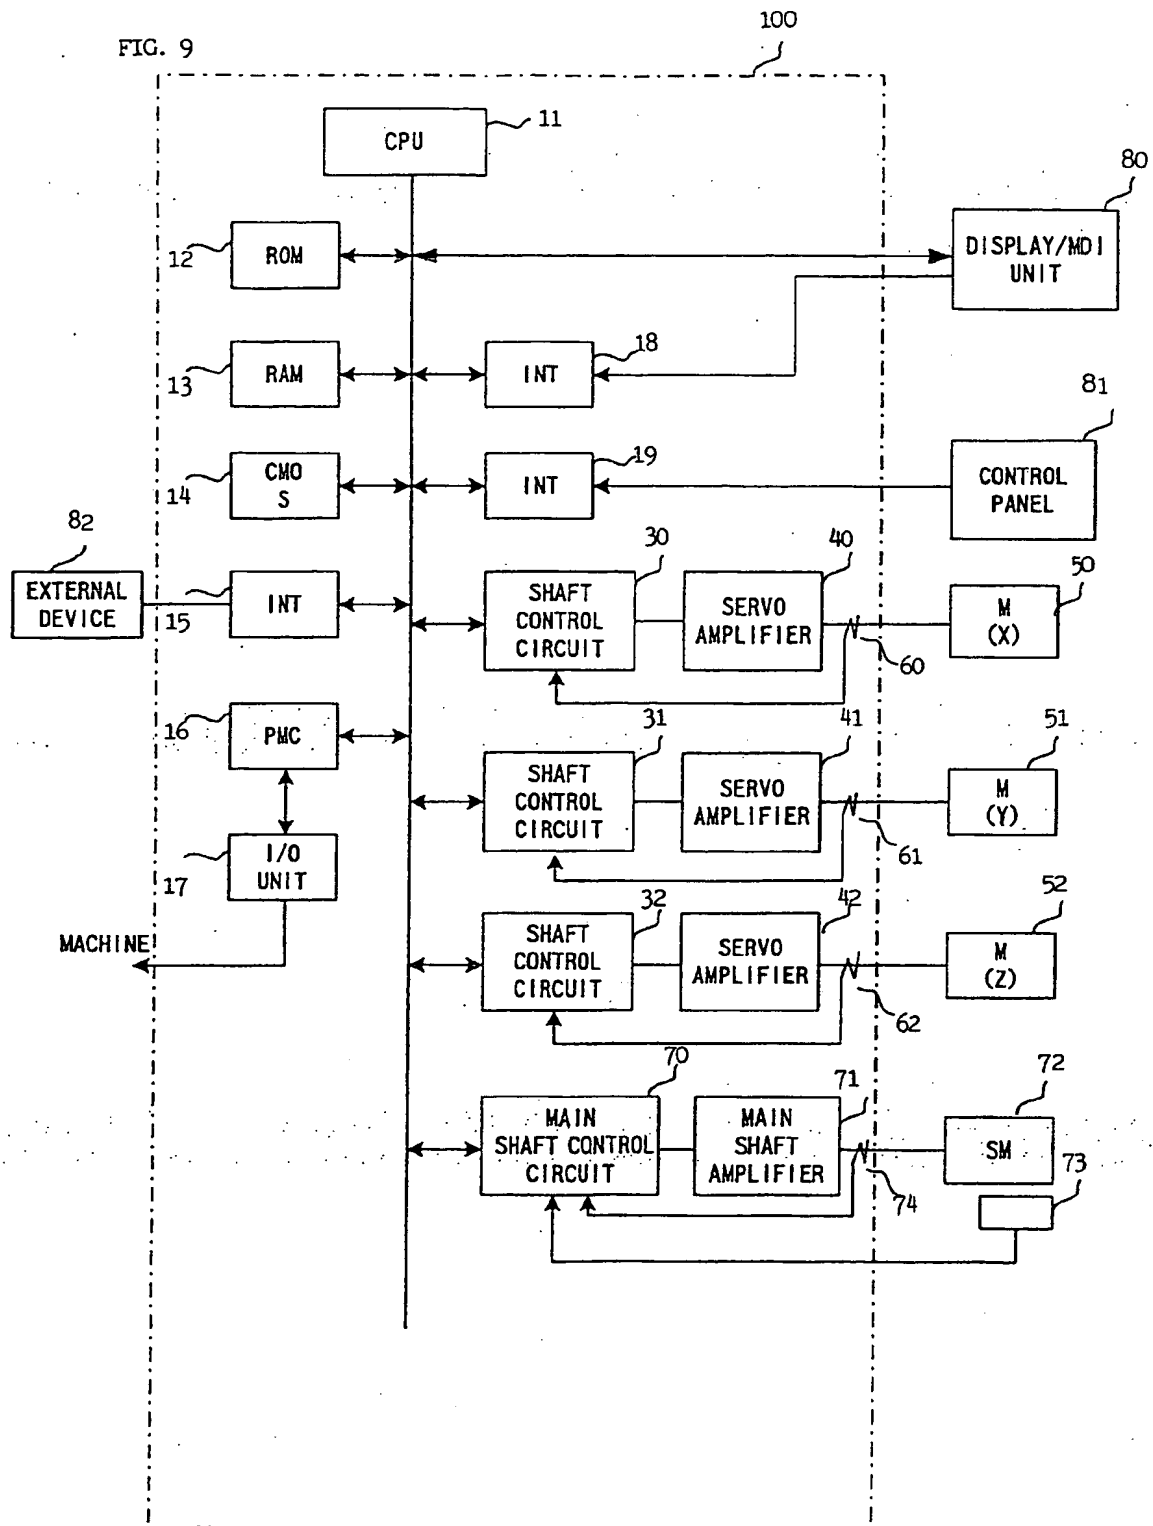 FIG. 9
100
CPU
11
80
12
ROM
DISPLAY/MDI
UNIT
13
RAM
18
INT
81
14
CMO
S
19
INT
CONTROL
PANEL
82
EXTERNAL
DEVICE
15
INT
30
SHAFT
CONTROL
CIRCUIT
40
SERVO
AMPLIFIER
60
50
M
(X)
16
PMC
31
SHAFT
CONTROL
CIRCUIT
41
SERVO
AMPLIFIER
61
51
M
(Y)
17
I/O
UNIT
MACHINE
32
SHAFT
CONTROL
CIRCUIT
42
SERVO
AMPLIFIER
62
52
M
(Z)
70
MAIN
SHAFT CONTROL
CIRCUIT
71
MAIN
SHAFT
AMPLIFIER
74
72
SM
73